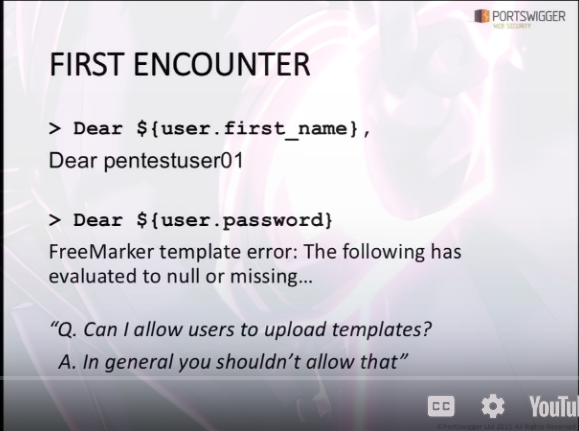 PORTSWIGGER
WEB SECURITY
FIRST ENCOUNTER
> Dear ${user.first_name},
Dear pentestuser01
> Dear ${user.password}
FreeMarker template error: The following has
evaluated to null or missing…
“Q. Can I allow users to upload templates?
A. In general you shouldn’t allow that”
CC
YouTu